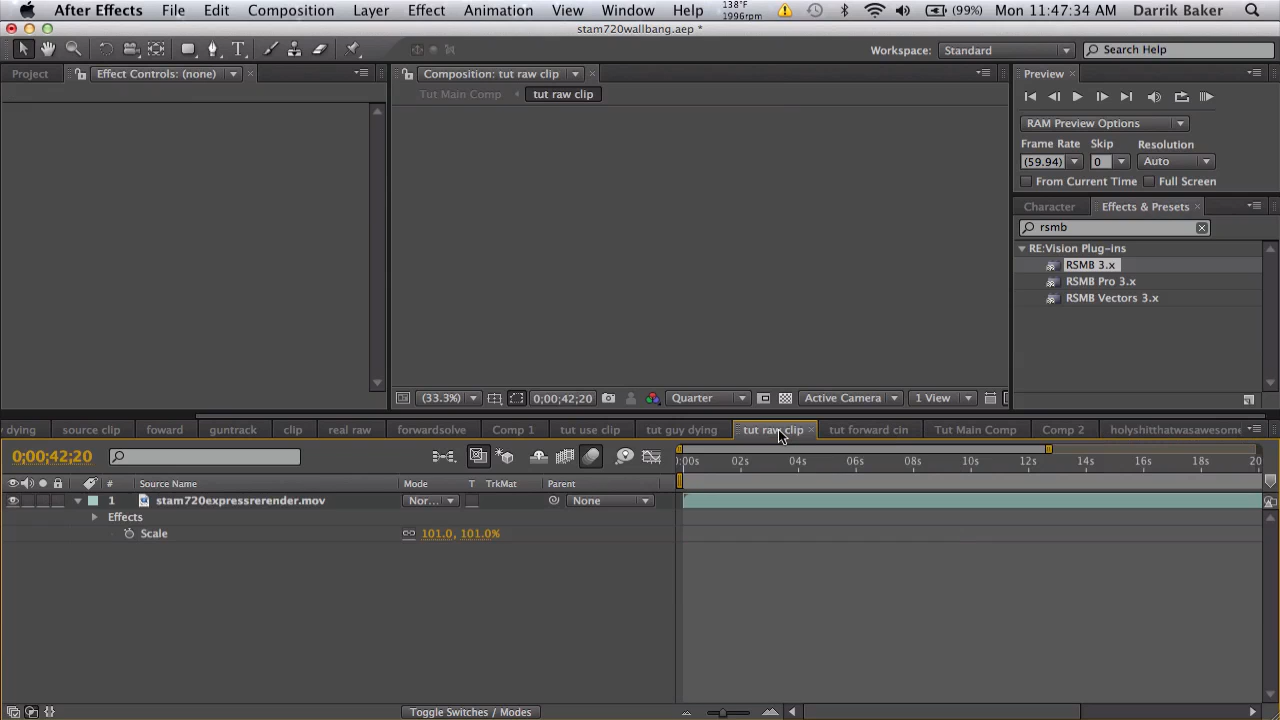 After Effects File Edit Composition Layer Effect Animation View Window Help 138°F 1996rpm (99%) Mon 11:47:34 AM Darrik Baker
stam720wallbang.aep *
Workspace: Standard Search Help
Project Effect Controls: (none) Composition: tut raw clip Preview
Tut Main Comp tut raw clip
RAM Preview Options
Frame Rate Skip Resolution
(59.94) 0 Auto
From Current Time Full Screen
Character Effects & Presets
rsmb
RE:Vision Plug-ins
RSMB 3.x
RSMB Pro 3.x
RSMB Vectors 3.x
(33.3%) 0;00;42;20 Quarter Active Camera 1 View
dying source clip foward guntrack clip real raw forwardsolve Comp 1 tut use clip tut guy dying tut raw clip tut forward cin Tut Main Comp Comp 2 holyshitthatwasawesome
0;00;42;20 :00s 02s 04s 06s 08s 10s 12s 14s 16s 18s 20
# Source Name Mode T TrkMat Parent
1 stam720expressrerender.mov Nor... None
Effects
Scale 101.0, 101.0%
Toggle Switches / Modes